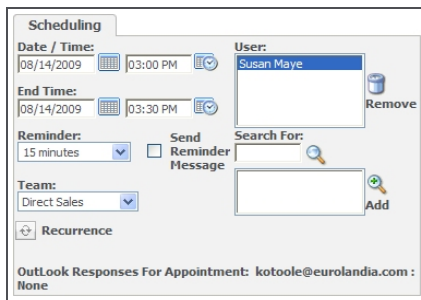 Scheduling
Date / Time:
08/14/2009 03:00 PM
End Time:
08/14/2009 03:30 PM
Reminder:
15 minutes
Send
Reminder
Message
Team:
Direct Sales
Recurrence
User:
Susan Maye
Remove
Search For:
Add
OutLook Responses For Appointment: kotoole@eurolandia.com :
None